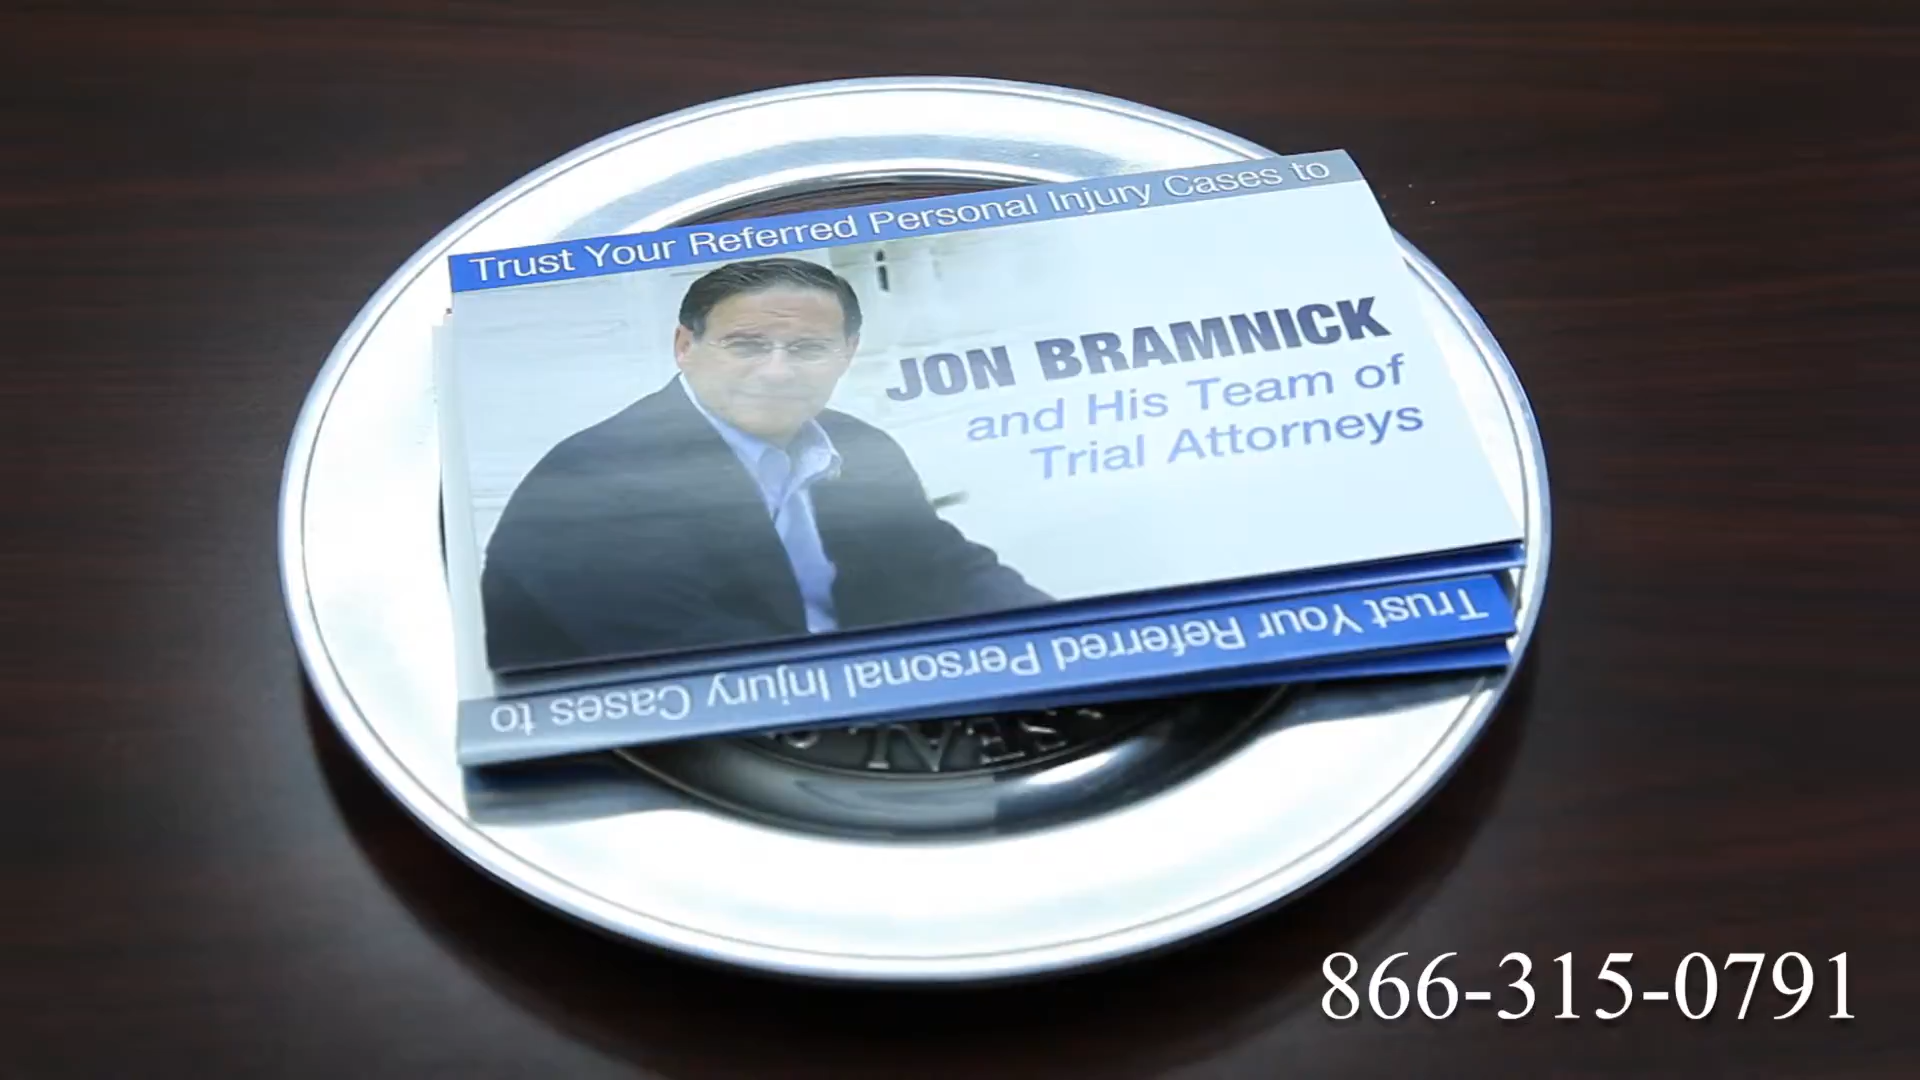 Trust Your Referred Personal Injury Cases to
JON BRAMNICK
and His Team of
Trial Attorneys
Trust Your Referred Personal Injury Cases to
SEAL
866-315-0791